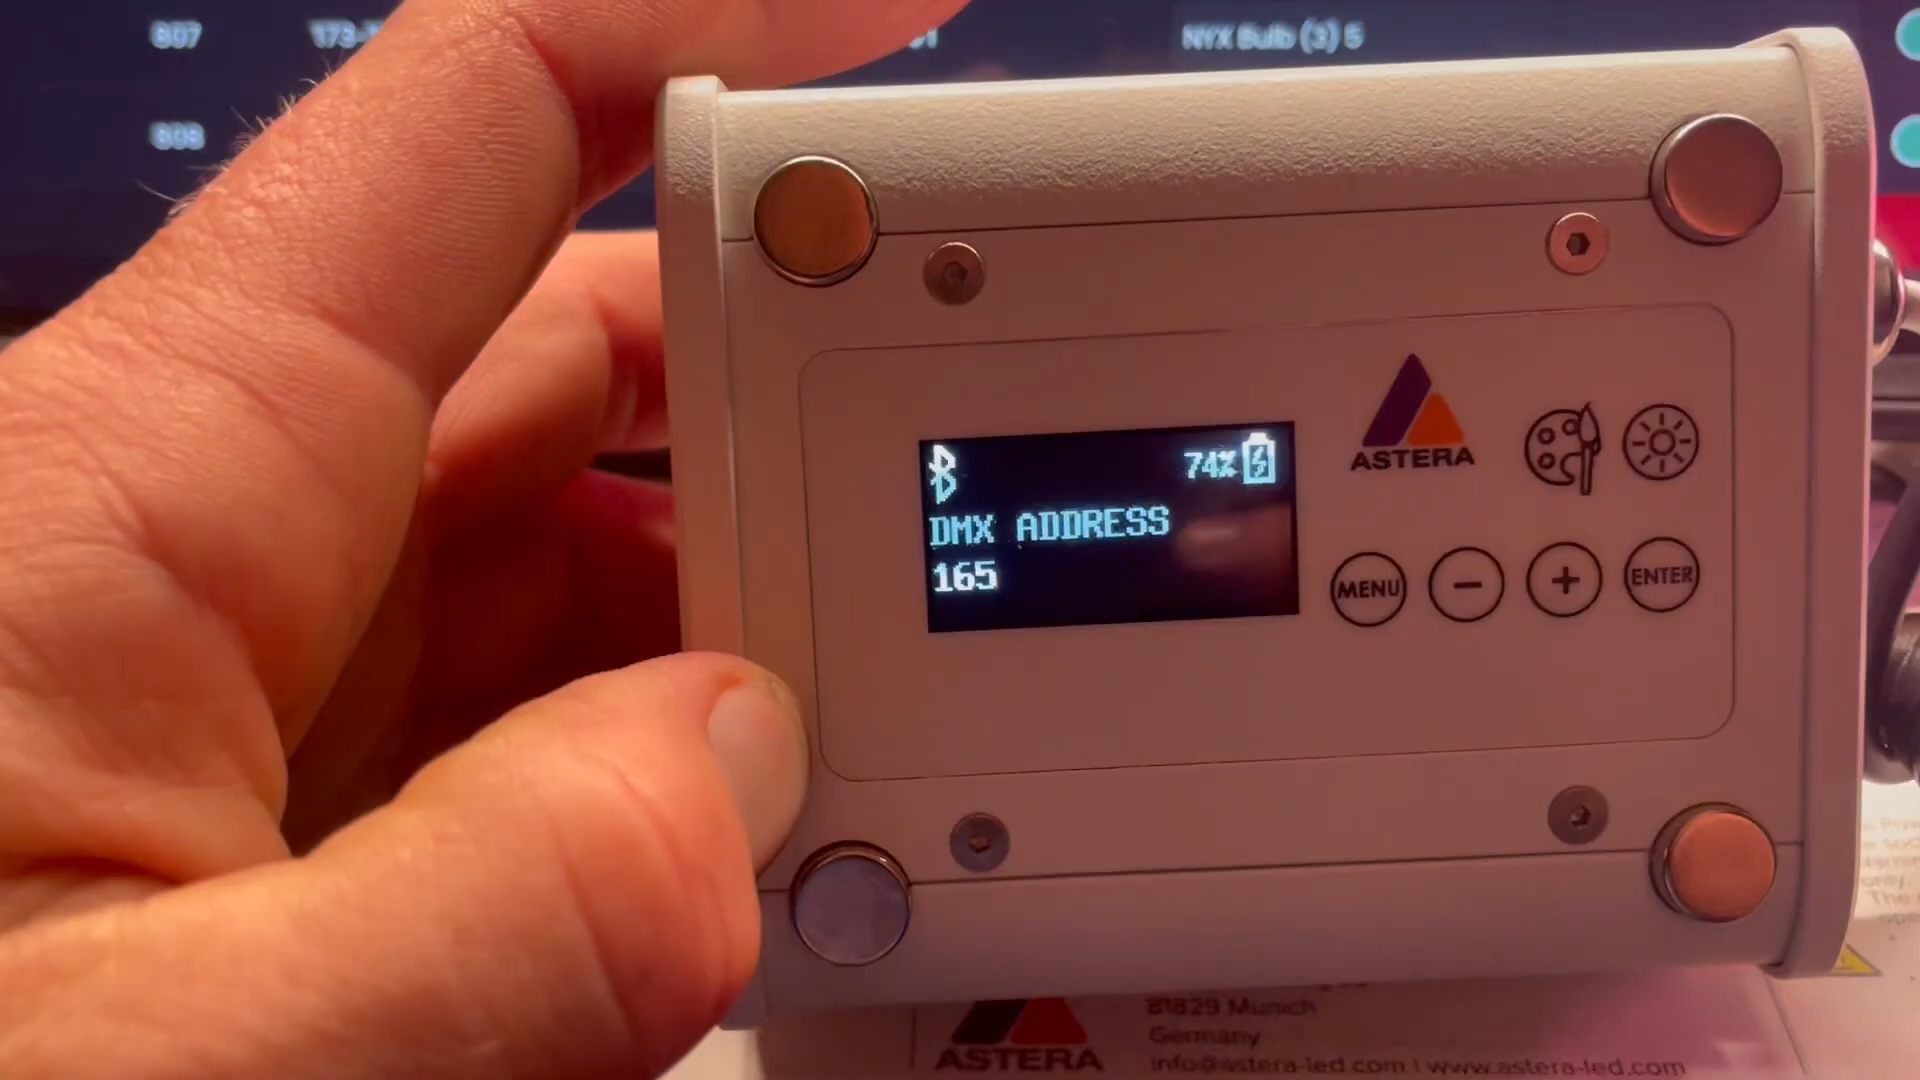 807
NYX Bulb (3) 5
808
ASTERA
74%
DMX ADDRESS
165
MENU
ENTER
81829 Munich
Germany
ASTERA
info@astera-led.com | www.astera-led.com